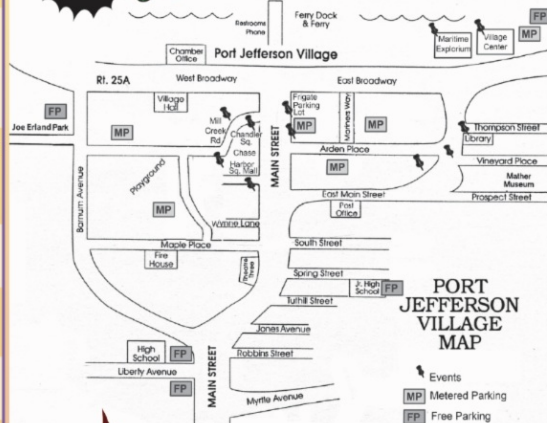 Restrooms
Phone
Ferry Dock
& Ferry
Maritime
Explorium
Village
Center
FP
MP
Chamber
Office
Port Jefferson Village
Rt. 25A
West Broadway
East Broadway
FP
Joe Erland Park
Village
Hall
MP
Mill
Creek
Rd.
Chandler
Sq.
Chase
Harbor
Sq. Mall
MAIN STREET
Frigate
Parking
Lot
MP
Mariners Way
MP
Thompson Street
Library
Arden Place
MP
Vineyard Place
Mather
Museum
Barnum Avenue
Playground
MP
East Main Street
Prospect Street
Post
Office
Wynne Lane
Maple Place
South Street
Fire
House
Theatre
Three
Spring Street
Jr. High
School
FP
Tuthill Street
PORT
JEFFERSON
VILLAGE
MAP
Jones Avenue
High
School
FP
Robbins Street
Liberty Avenue
FP
MAIN STREET
Myrtle Avenue
Events
MP Metered Parking
FP Free Parking